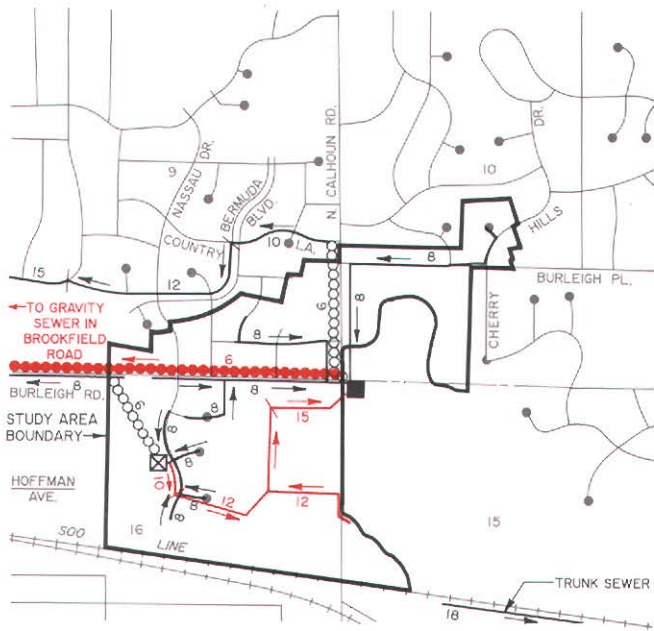 9
NASSAU DR.
BERMUDA
BLVD.
N. CALHOUN RD.
10
HILLS
DR.
COUNTRY
10
LA.
8
15
12
BURLEIGH PL.
TO GRAVITY
SEWER IN
BROOKFIELD
ROAD
6
8
CHERRY
8
6
8
8
BURLEIGH RD.
6
STUDY AREA
BOUNDARY
8
15
8
HOFFMAN
AVE.
10
8
12
12
8
16
15
SOO
LINE
TRUNK SEWER
18